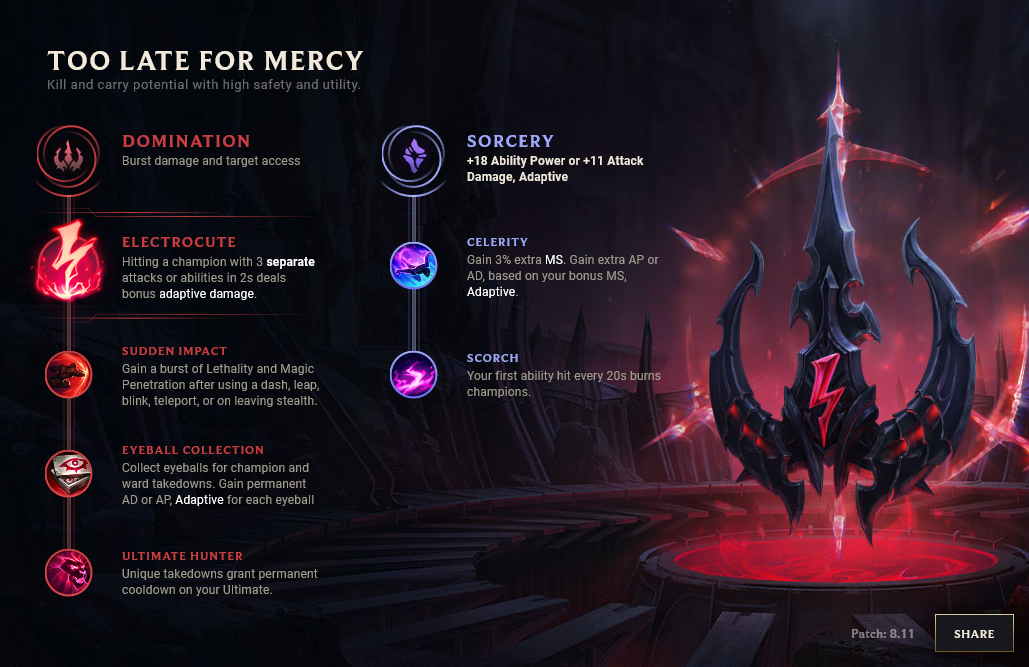 TOO LATE FOR MERCY
Kill and carry potential with high safety and utility.
DOMINATION
Burst damage and target access
ELECTROCUTE
Hitting a champion with 3 separate
attacks or abilities in 2s deals
bonus adaptive damage.
SUDDEN IMPACT
Gain a burst of Lethality and Magic
Penetration after using a dash, leap,
blink, teleport, or on leaving stealth.
EYEBALL COLLECTION
Collect eyeballs for champion and
ward takedowns. Gain permanent
AD or AP, Adaptive for each eyeball
ULTIMATE HUNTER
Unique takedowns grant permanent
cooldown on your Ultimate.
SORCERY
+18 Ability Power or +11 Attack
Damage, Adaptive
CELERITY
Gain 3% extra MS. Gain extra AP or
AD, based on your bonus MS,
Adaptive.
SCORCH
Your first ability hit every 20s burns
champions.
Patch: 8.11
SHARE